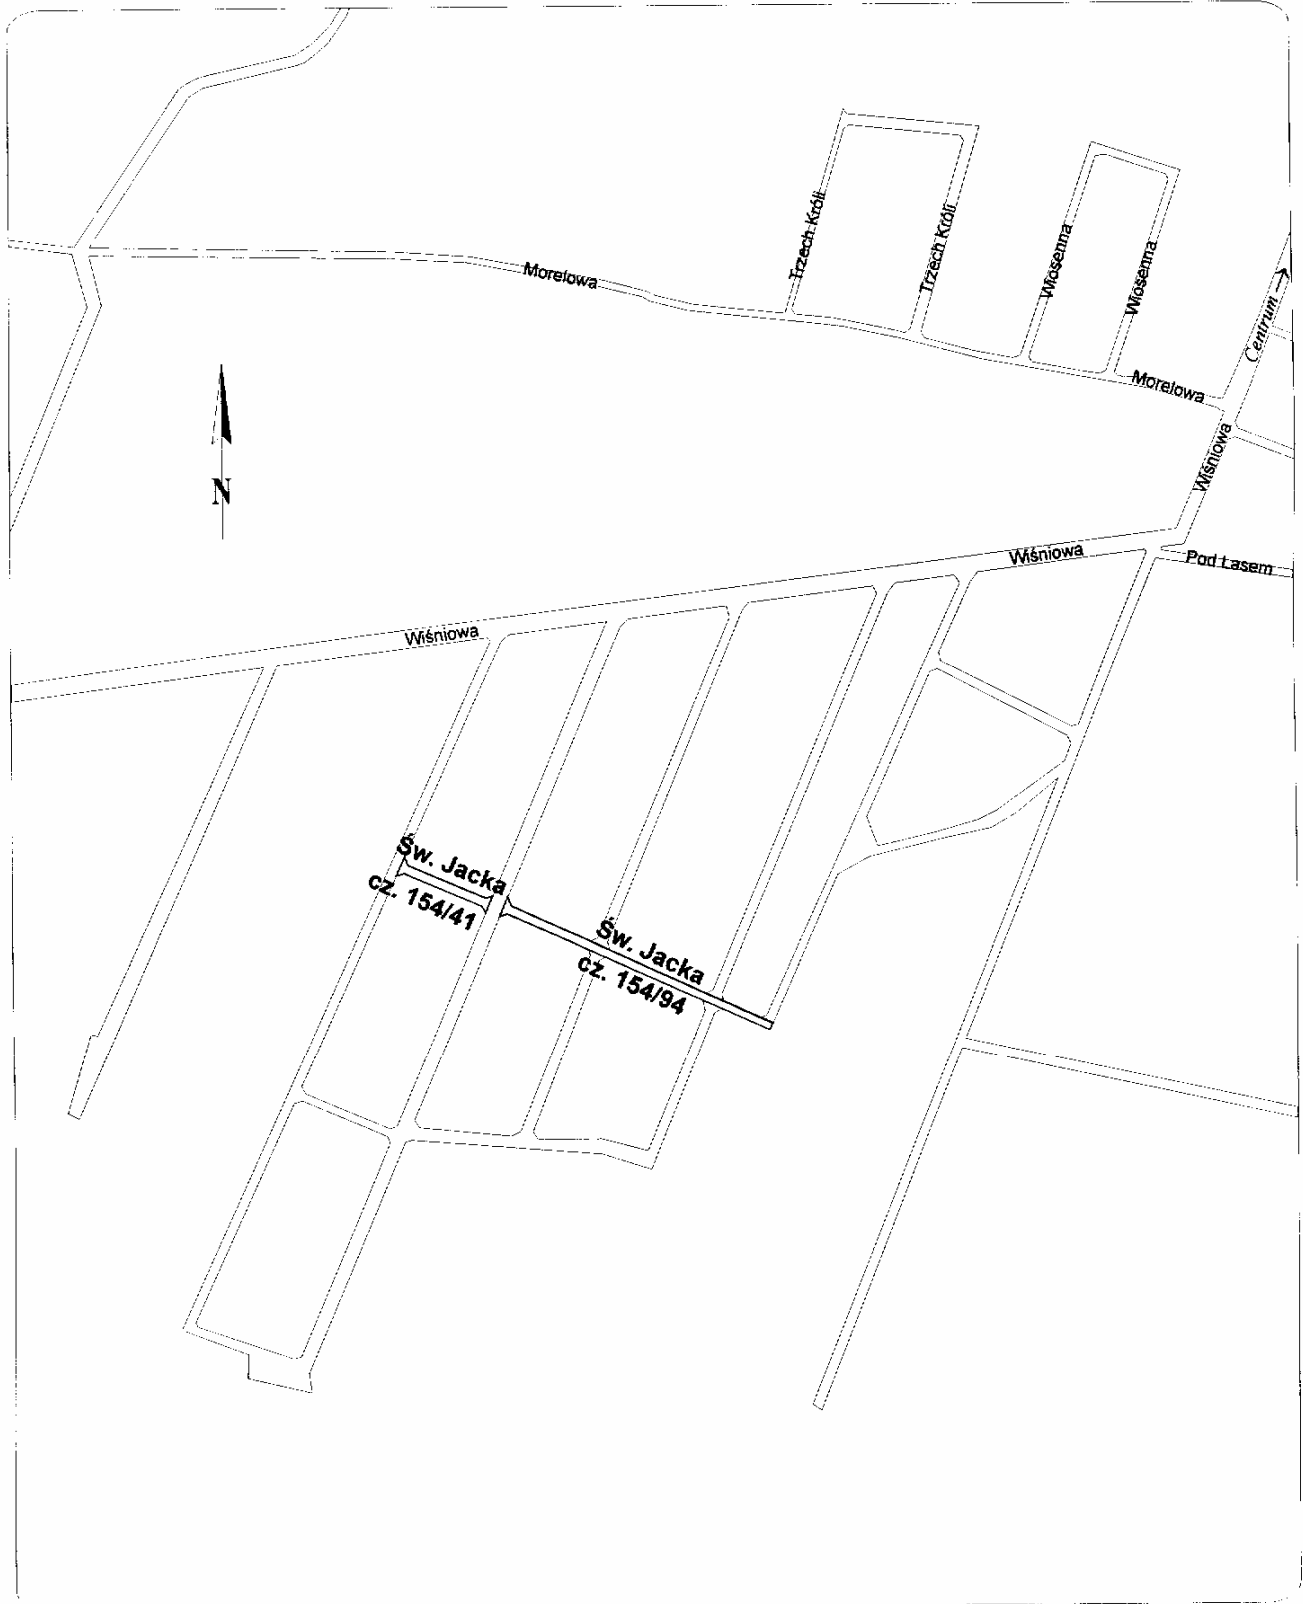 Trzech Króli
Trzech Króli
Wiosenna
Wiosenna
Morelowa
Centrum
Morelowa
Wiśniowa
N
Wiśniowa
Pod Lasem
Wiśniowa
Św. Jacka
cz. 154/41
Św. Jacka
cz. 154/94